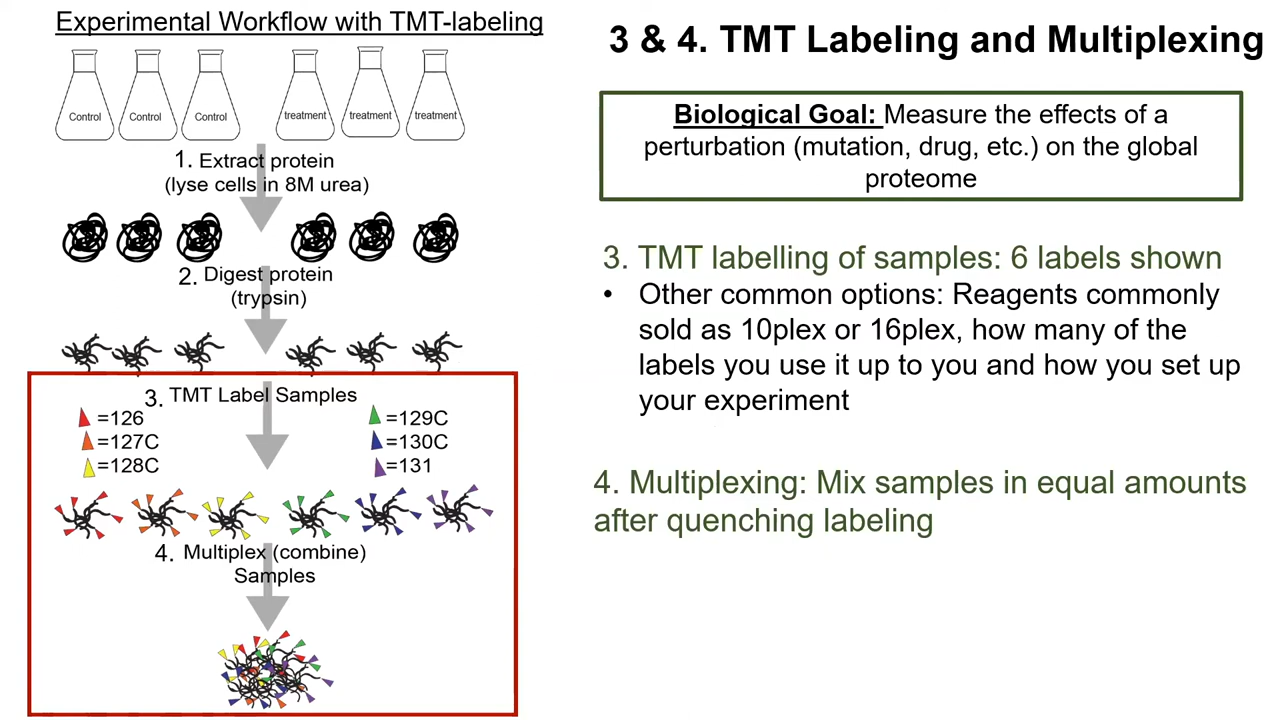 Experimental Workflow with TMT-labeling
Control
Control
Control
treatment
treatment
treatment
1. Extract protein
(lyse cells in 8M urea)
2. Digest protein
(trypsin)
3. TMT Label Samples
=126
=127C
=128C
=129C
=130C
=131
4. Multiplex (combine)
Samples
3 & 4. TMT Labeling and Multiplexing
Biological Goal: Measure the effects of a
perturbation (mutation, drug, etc.) on the global
proteome
3. TMT labelling of samples: 6 labels shown
• Other common options: Reagents commonly
sold as 10plex or 16plex, how many of the
labels you use it up to you and how you set up
your experiment
4. Multiplexing: Mix samples in equal amounts
after quenching labeling